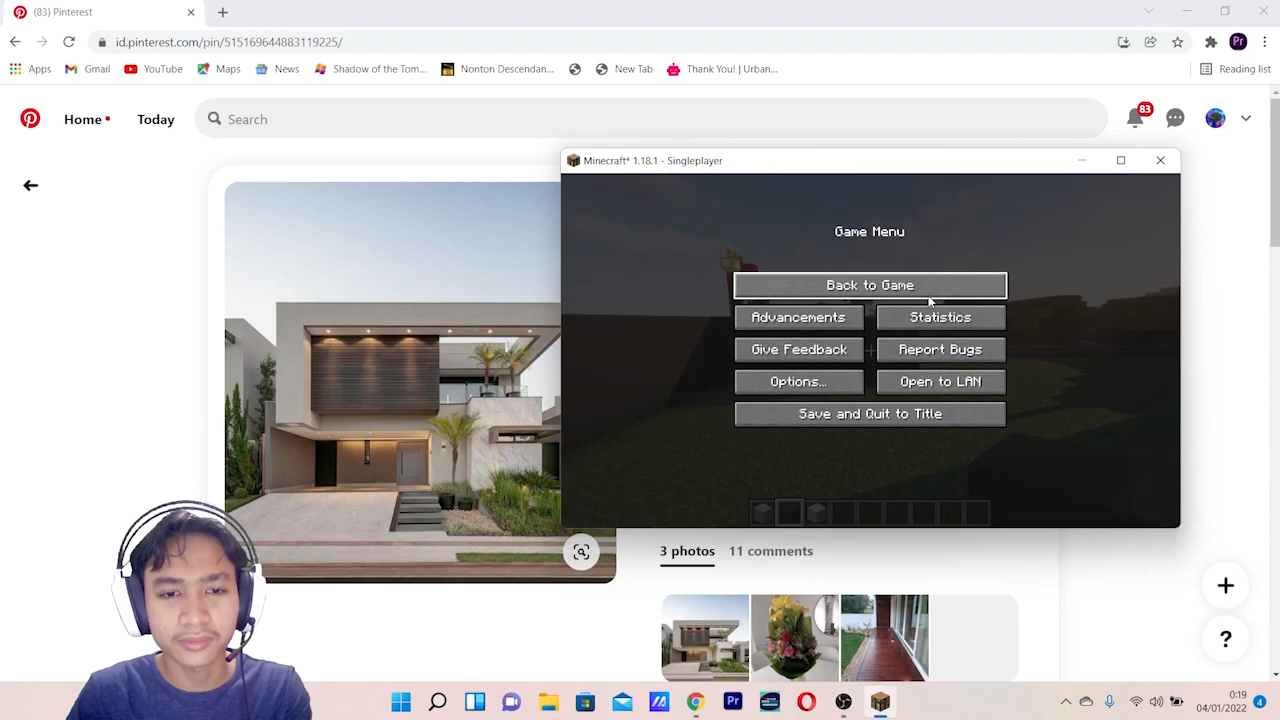 (83) Pinterest
id.pinterest.com/pin/515169644883119225/
Pr
Apps
Gmail
YouTube
Maps
News
Shadow of the Tom...
Nonton Descendan...
New Tab
Thank You! | Urban...
Reading list
Home
Today
Search
83
Minecraft* 1.18.1 - Singleplayer
Game Menu
Back to Game
Advancements
Statistics
Give Feedback
Report Bugs
Options...
Open to LAN
Save and Quit to Title
3 photos
11 comments
+
?
Pr
0:19
04/01/2022
4